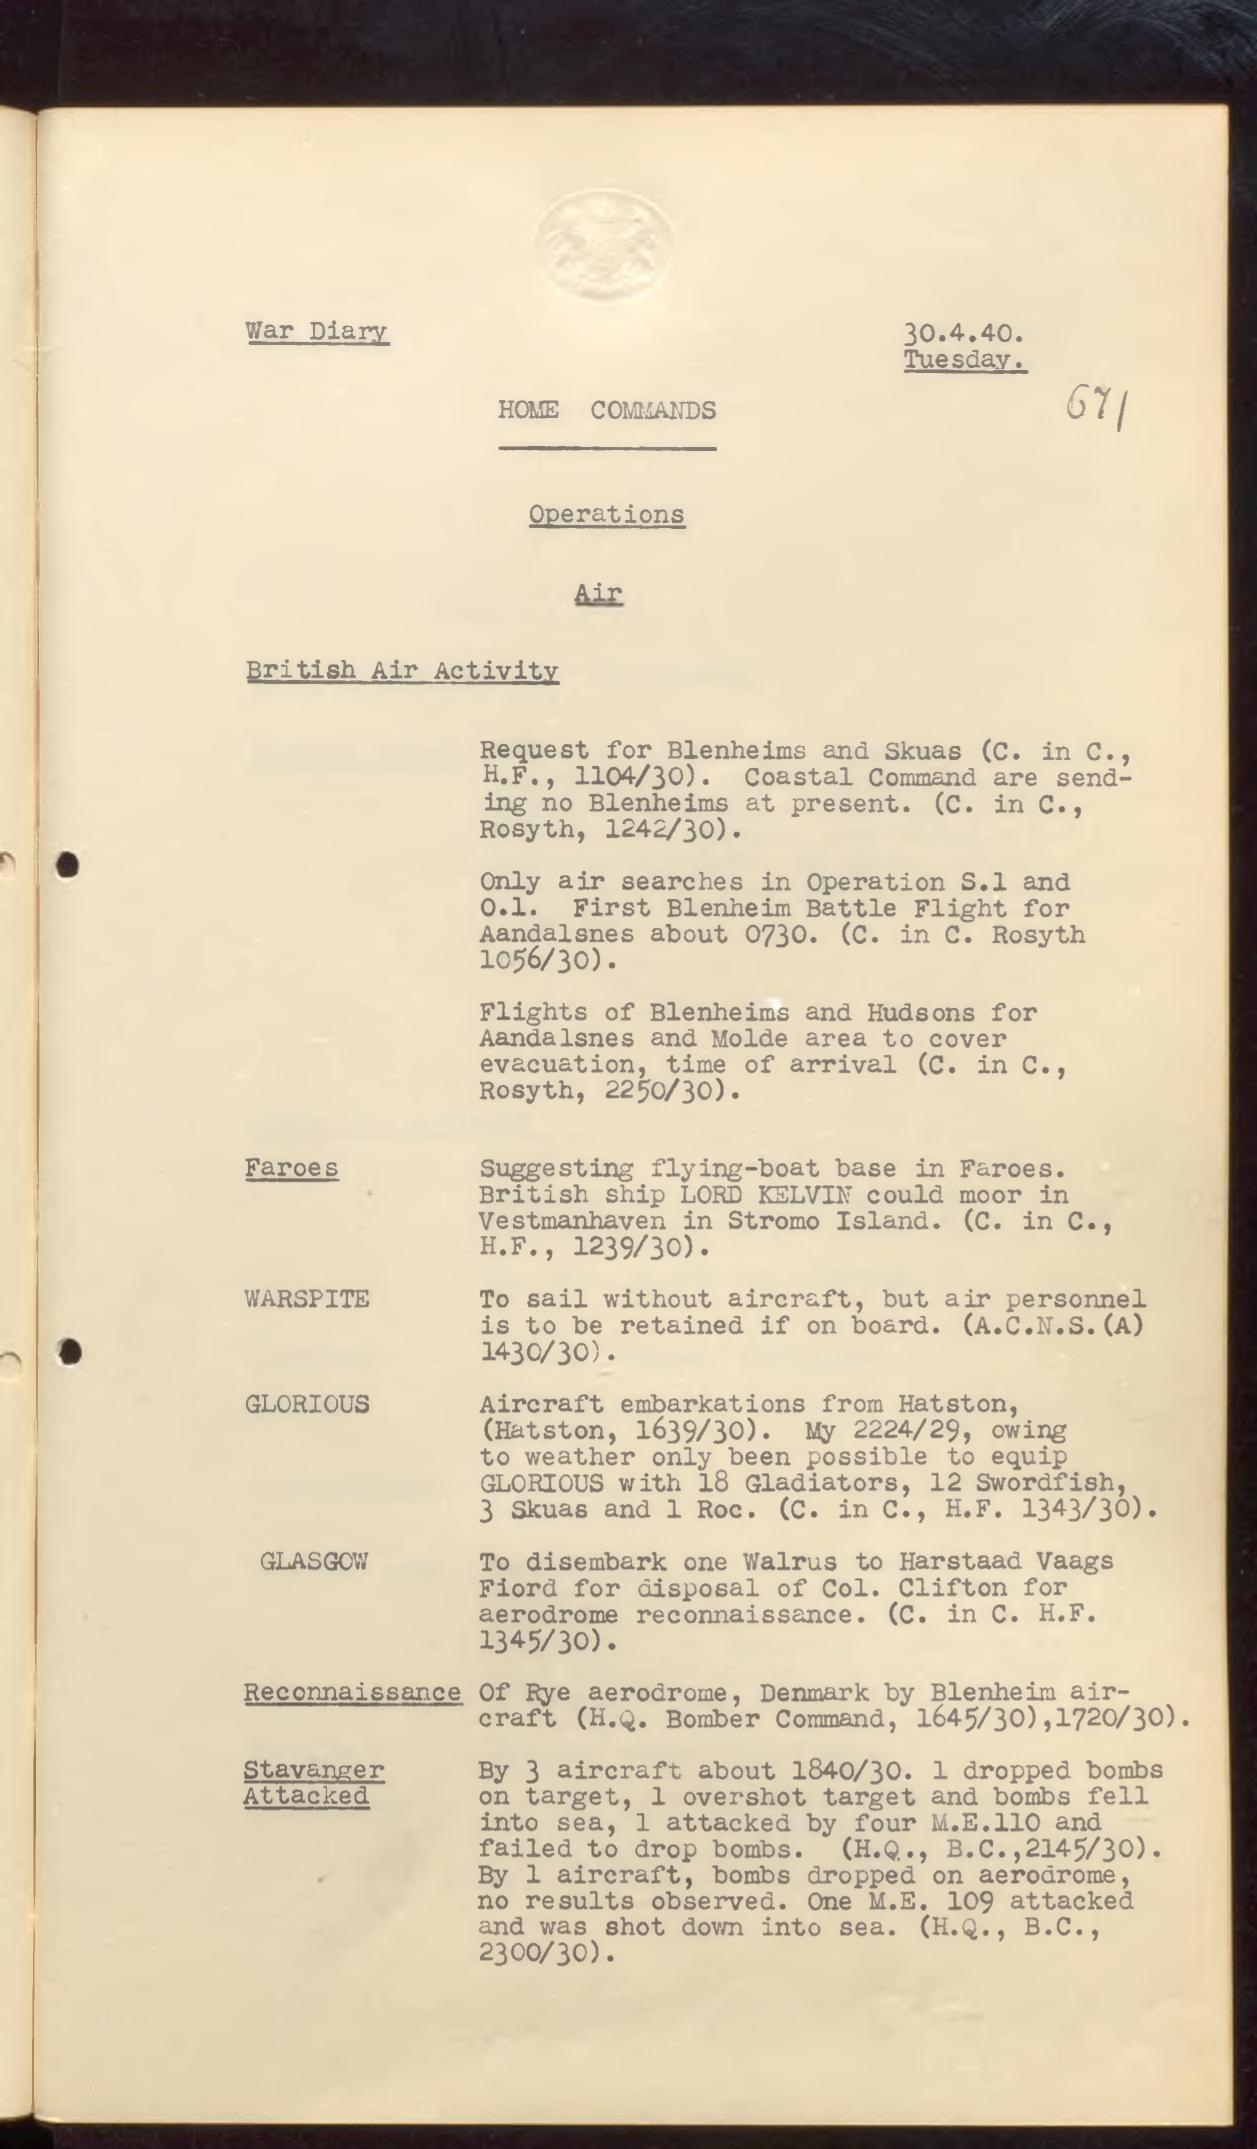 War Diary
30.4.40.
Tuesday.
671
HOME COMMANDS
Operations
Air
British Air Activity
Request for Blenheims and Skuas (C. in C.,
H.F., 1104/30). Coastal Command are send-
ing no Blenheims at present. (C. in C.,
Rosyth, 1242/30).
Only air searches in Operation S.1 and
O.1. First Blenheim Battle Flight for
Aandalsnes about 0730. (C. in C. Rosyth
1056/30).
Flights of Blenheims and Hudsons for
Aandalsnes and Molde area to cover
evacuation, time of arrival (C. in C.,
Rosyth, 2250/30).
Faroes
Suggesting flying-boat base in Faroes.
British ship LORD KELVIN could moor in
Vestmanhaven in Stromo Island. (C. in C.,
H.F., 1239/30).
WARSPITE
To sail without aircraft, but air personnel
is to be retained if on board. (A.C.N.S.(A)
1430/30).
GLORIOUS
Aircraft embarkations from Hatston,
(Hatston, 1639/30). My 2224/29, owing
to weather only been possible to equip
GLORIOUS with 18 Gladiators, 12 Swordfish,
3 Skuas and 1 Roc. (C. in C., H.F. 1343/30).
GLASGOW
To disembark one Walrus to Harstaad Vaags
Fiord for disposal of Col. Clifton for
aerodrome reconnaissance. (C. in C. H.F.
1345/30).
Reconnaissance
Of Rye aerodrome, Denmark by Blenheim air-
craft (H.Q. Bomber Command, 1645/30),1720/30).
Stavanger
Attacked
By 3 aircraft about 1840/30. 1 dropped bombs
on target, 1 overshot target and bombs fell
into sea, 1 attacked by four M.E.110 and
failed to drop bombs. (H.Q., B.C.,2145/30).
By 1 aircraft, bombs dropped on aerodrome,
no results observed. One M.E. 109 attacked
and was shot down into sea. (H.Q., B.C.,
2300/30).